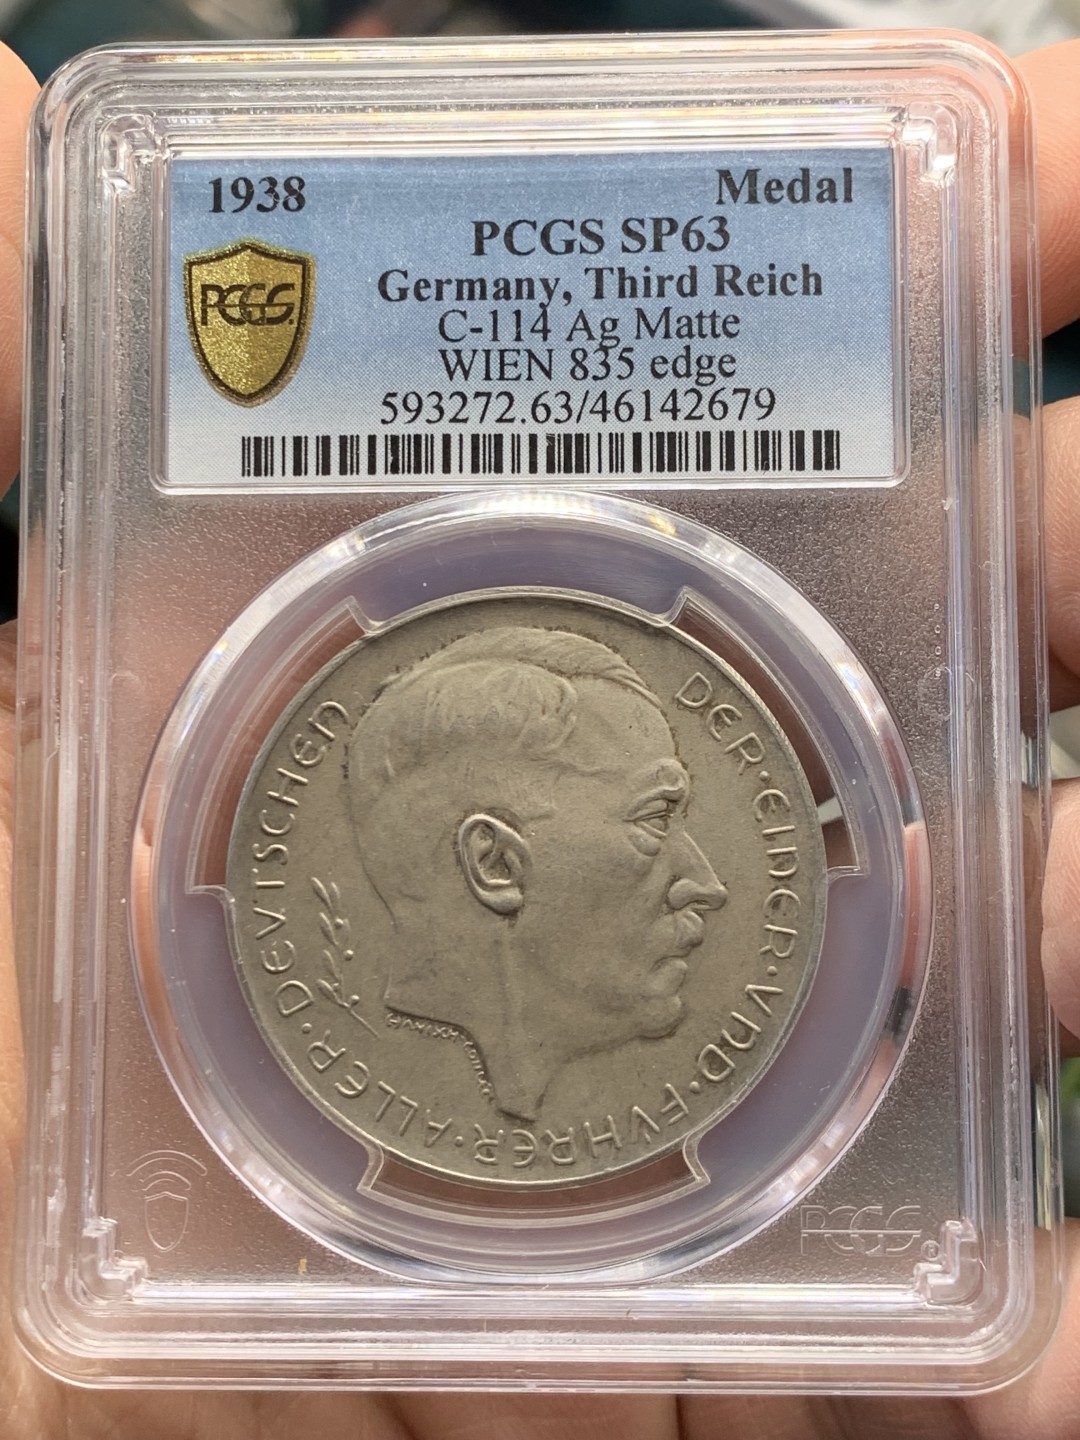 1938
Medal
PCGS SP63
Germany, Third Reich
C-114 Ag Matte
WIEN 835 edge
593272.63/46142679
PCGS
DER·EINER·VND·FVHRER·ALLER·DEVTSCHEN
PCGS